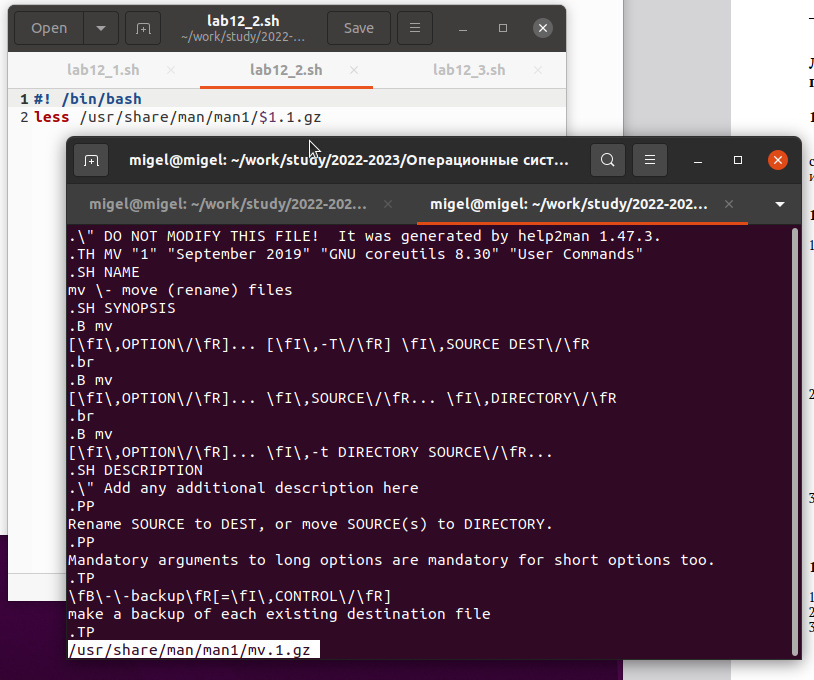 Open
lab12_2.sh
~/work/study/2022-...
Save
lab12_1.sh
lab12_2.sh
lab12_3.sh
1 #! /bin/bash
2 less /usr/share/man/man1/$1.1.gz
migel@migel: ~/work/study/2022-2023/Операционные сист...
migel@migel: ~/work/study/2022-202...
migel@migel: ~/work/study/2022-202...
.\" DO NOT MODIFY THIS FILE!  It was generated by help2man 1.47.3.
.TH MV "1" "September 2019" "GNU coreutils 8.30" "User Commands"
.SH NAME
mv \- move (rename) files
.SH SYNOPSIS
.B mv
[\fI\,OPTION\/\fR]... [\fI\,-T\/\fR] \fI\,SOURCE DEST\/\fR
.br
.B mv
[\fI\,OPTION\/\fR]... \fI\,SOURCE\/\fR... \fI\,DIRECTORY\/\fR
.br
.B mv
[\fI\,OPTION\/\fR]... \fI\,-t DIRECTORY SOURCE\/\fR...
.SH DESCRIPTION
.\" Add any additional description here
.PP
Rename SOURCE to DEST, or move SOURCE(s) to DIRECTORY.
.PP
Mandatory arguments to long options are mandatory for short options too.
.TP
\fB\-\-backup\fR[=\fI\,CONTROL\/\fR]
make a backup of each existing destination file
.TP
/usr/share/man/man1/mv.1.gz